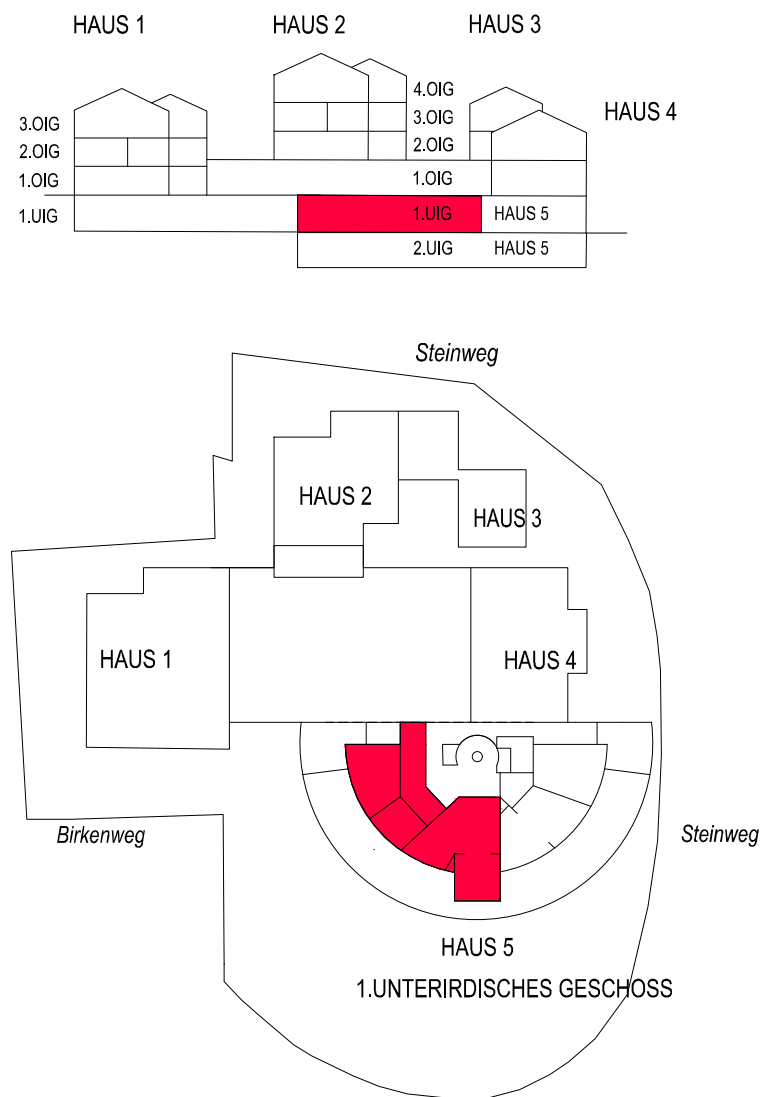 HAUS 1
HAUS 2
HAUS 3
4.OIG
HAUS 4
3.OIG
3.OIG
2.OIG
2.OIG
1.OIG
1.OIG
1.UIG
1.UIG
HAUS 5
2.UIG
HAUS 5
Steinweg
HAUS 2
HAUS 3
HAUS 1
HAUS 4
Birkenweg
Steinweg
HAUS 5
1.UNTERIRDISCHES GESCHOSS